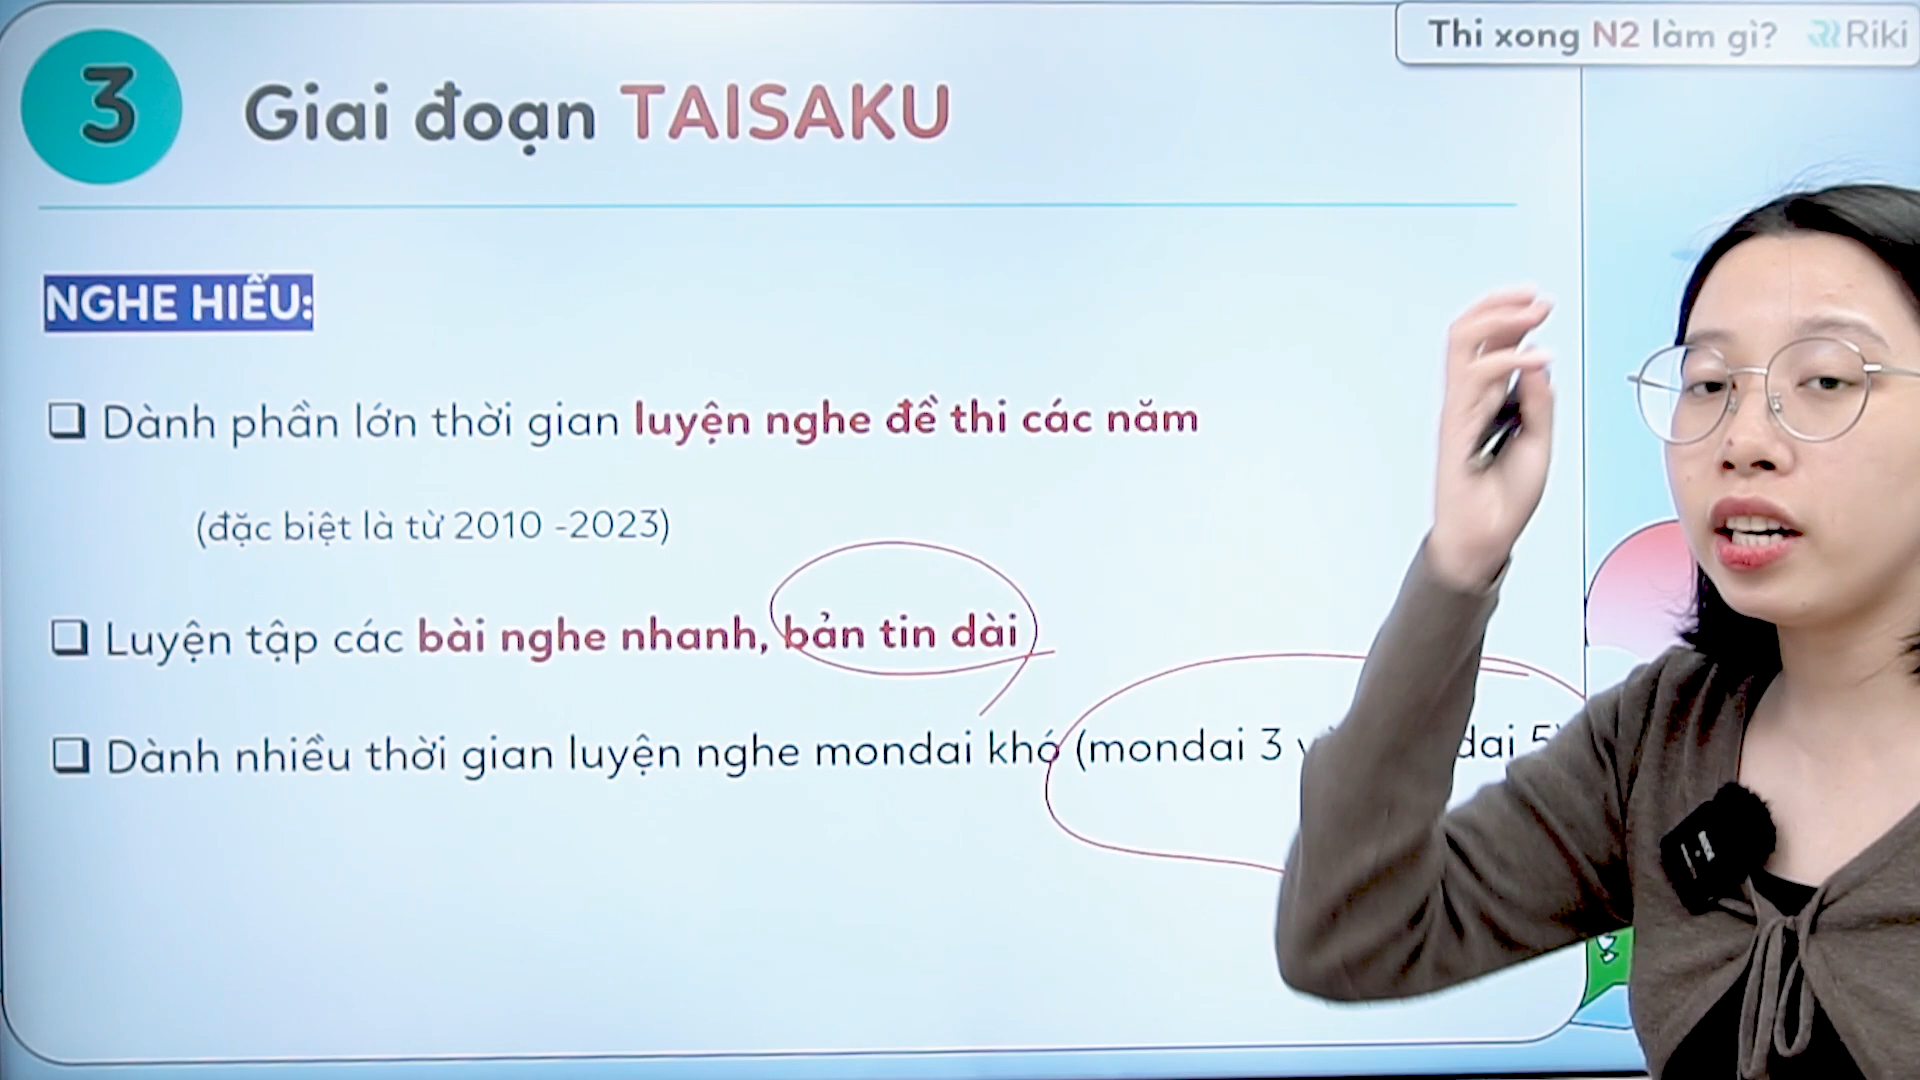 Thi xong N2 làm gì? Riki
3 Giai đoạn TAISAKU
NGHE HIỂU:
Dành phần lớn thời gian luyện nghe đề thi các năm
(đặc biệt là từ 2010 -2023)
Luyện tập các bài nghe nhanh, bản tin dài
Dành nhiều thời gian luyện nghe mondai khó (mondai 3 dai 5)